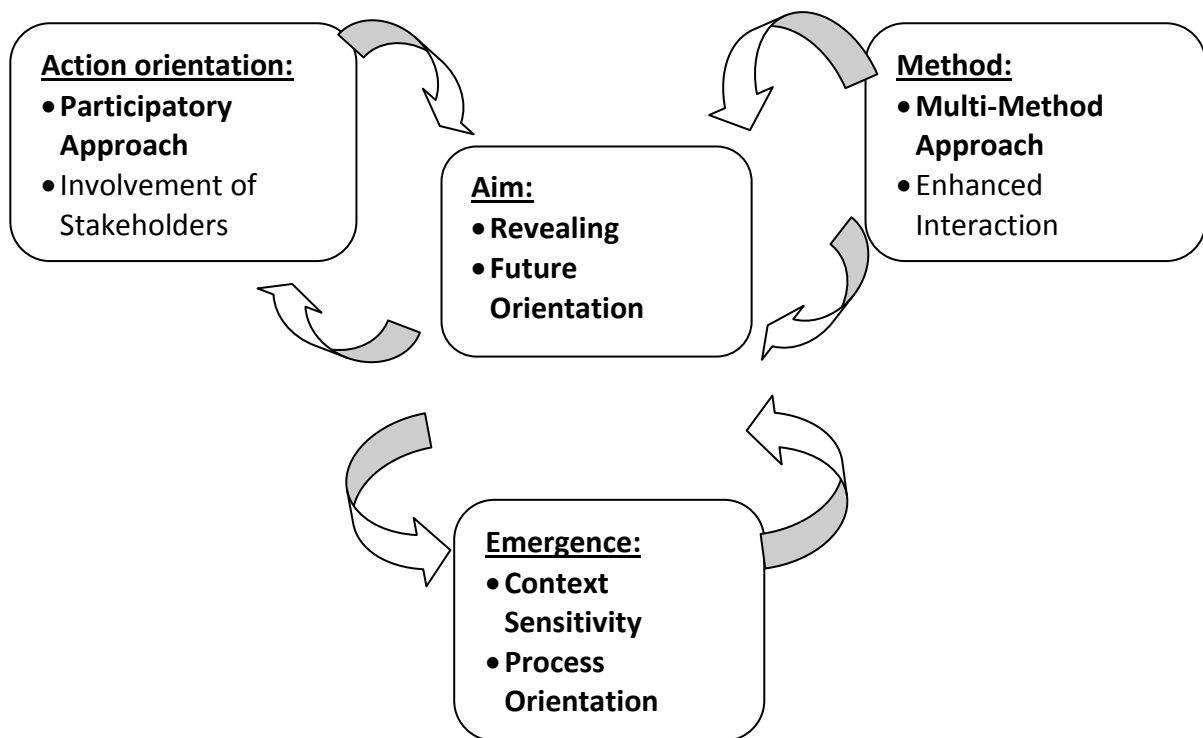 Action orientation:
• Participatory
Approach
• Involvement of
Stakeholders
Method:
• Multi-Method
Approach
• Enhanced
Interaction
Aim:
• Revealing
• Future
Orientation
Emergence:
• Context
Sensitivity
• Process
Orientation